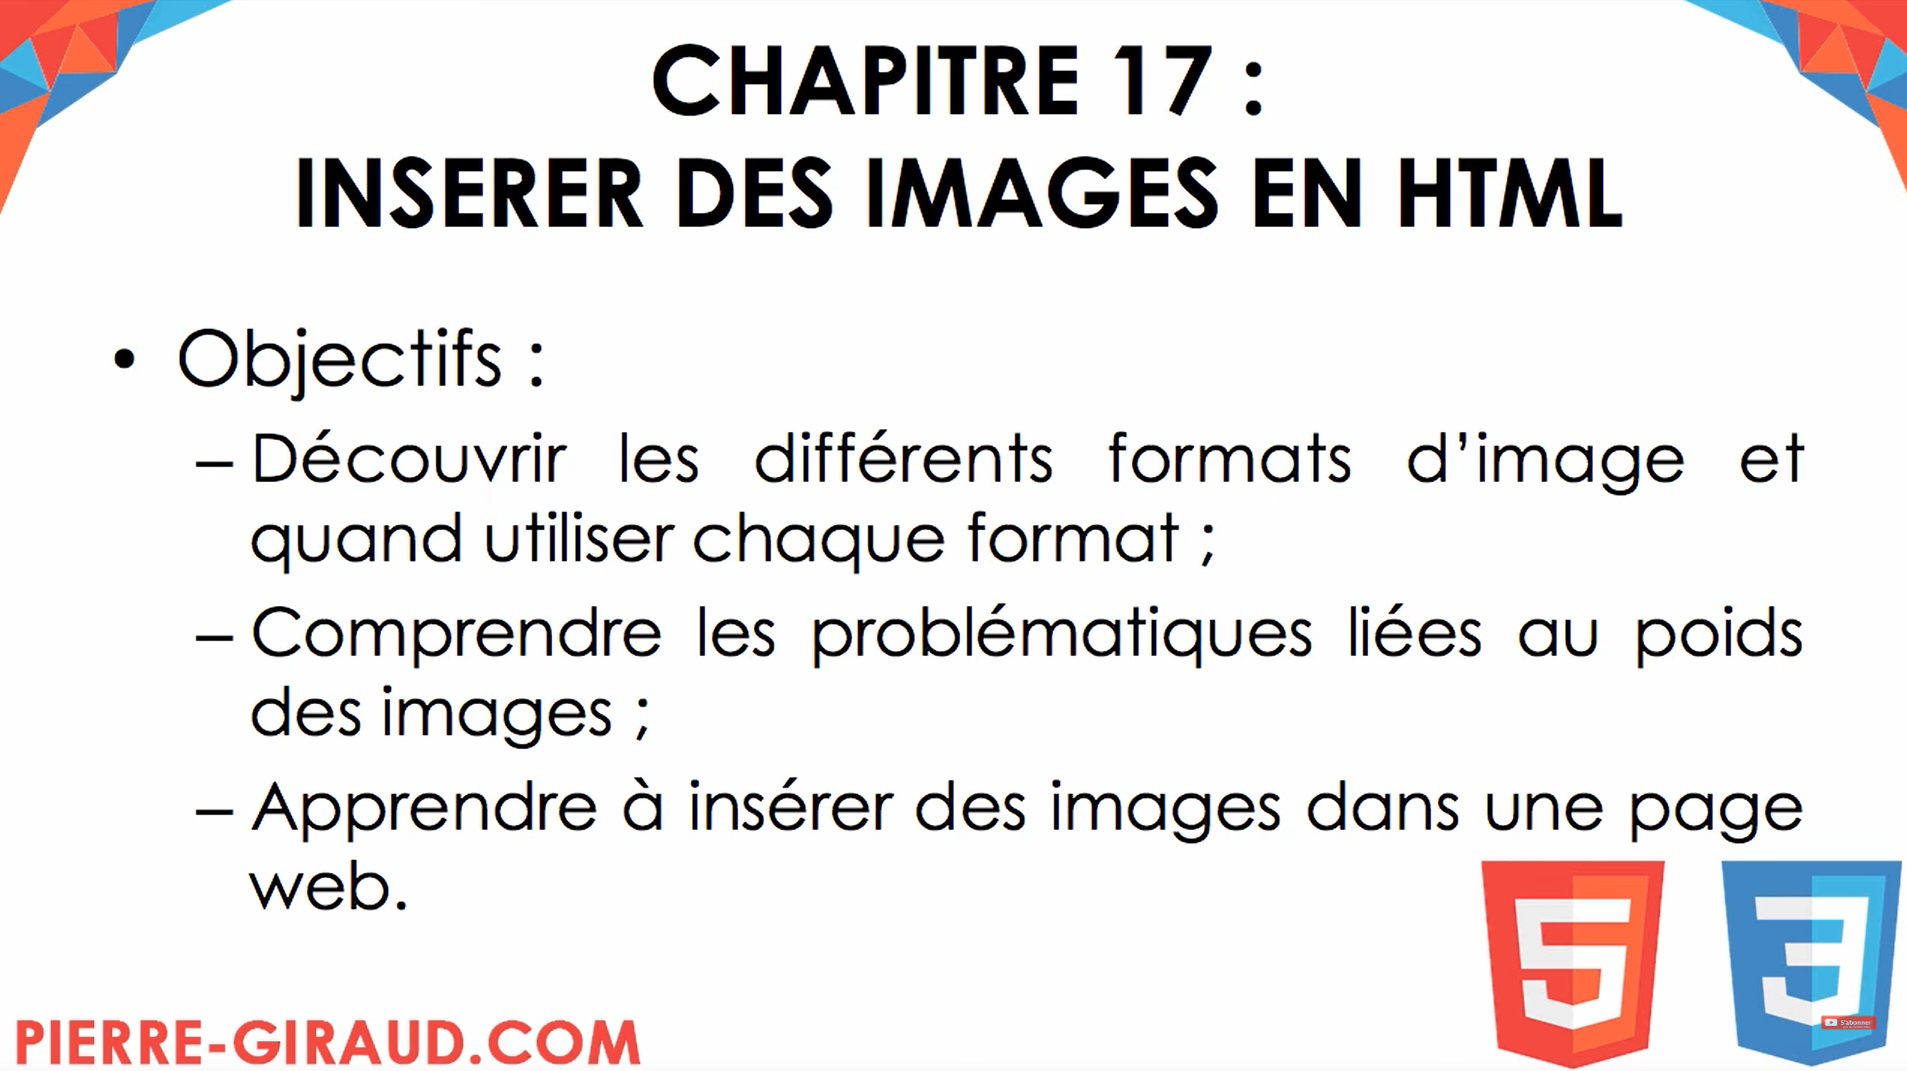 CHAPITRE 17 :
INSERER DES IMAGES EN HTML
• Objectifs :
– Découvrir les différents formats d’image et
quand utiliser chaque format ;
– Comprendre les problématiques liées au poids
des images ;
– Apprendre à insérer des images dans une page
web.
5
3
S'abonner
PIERRE-GIRAUD.COM